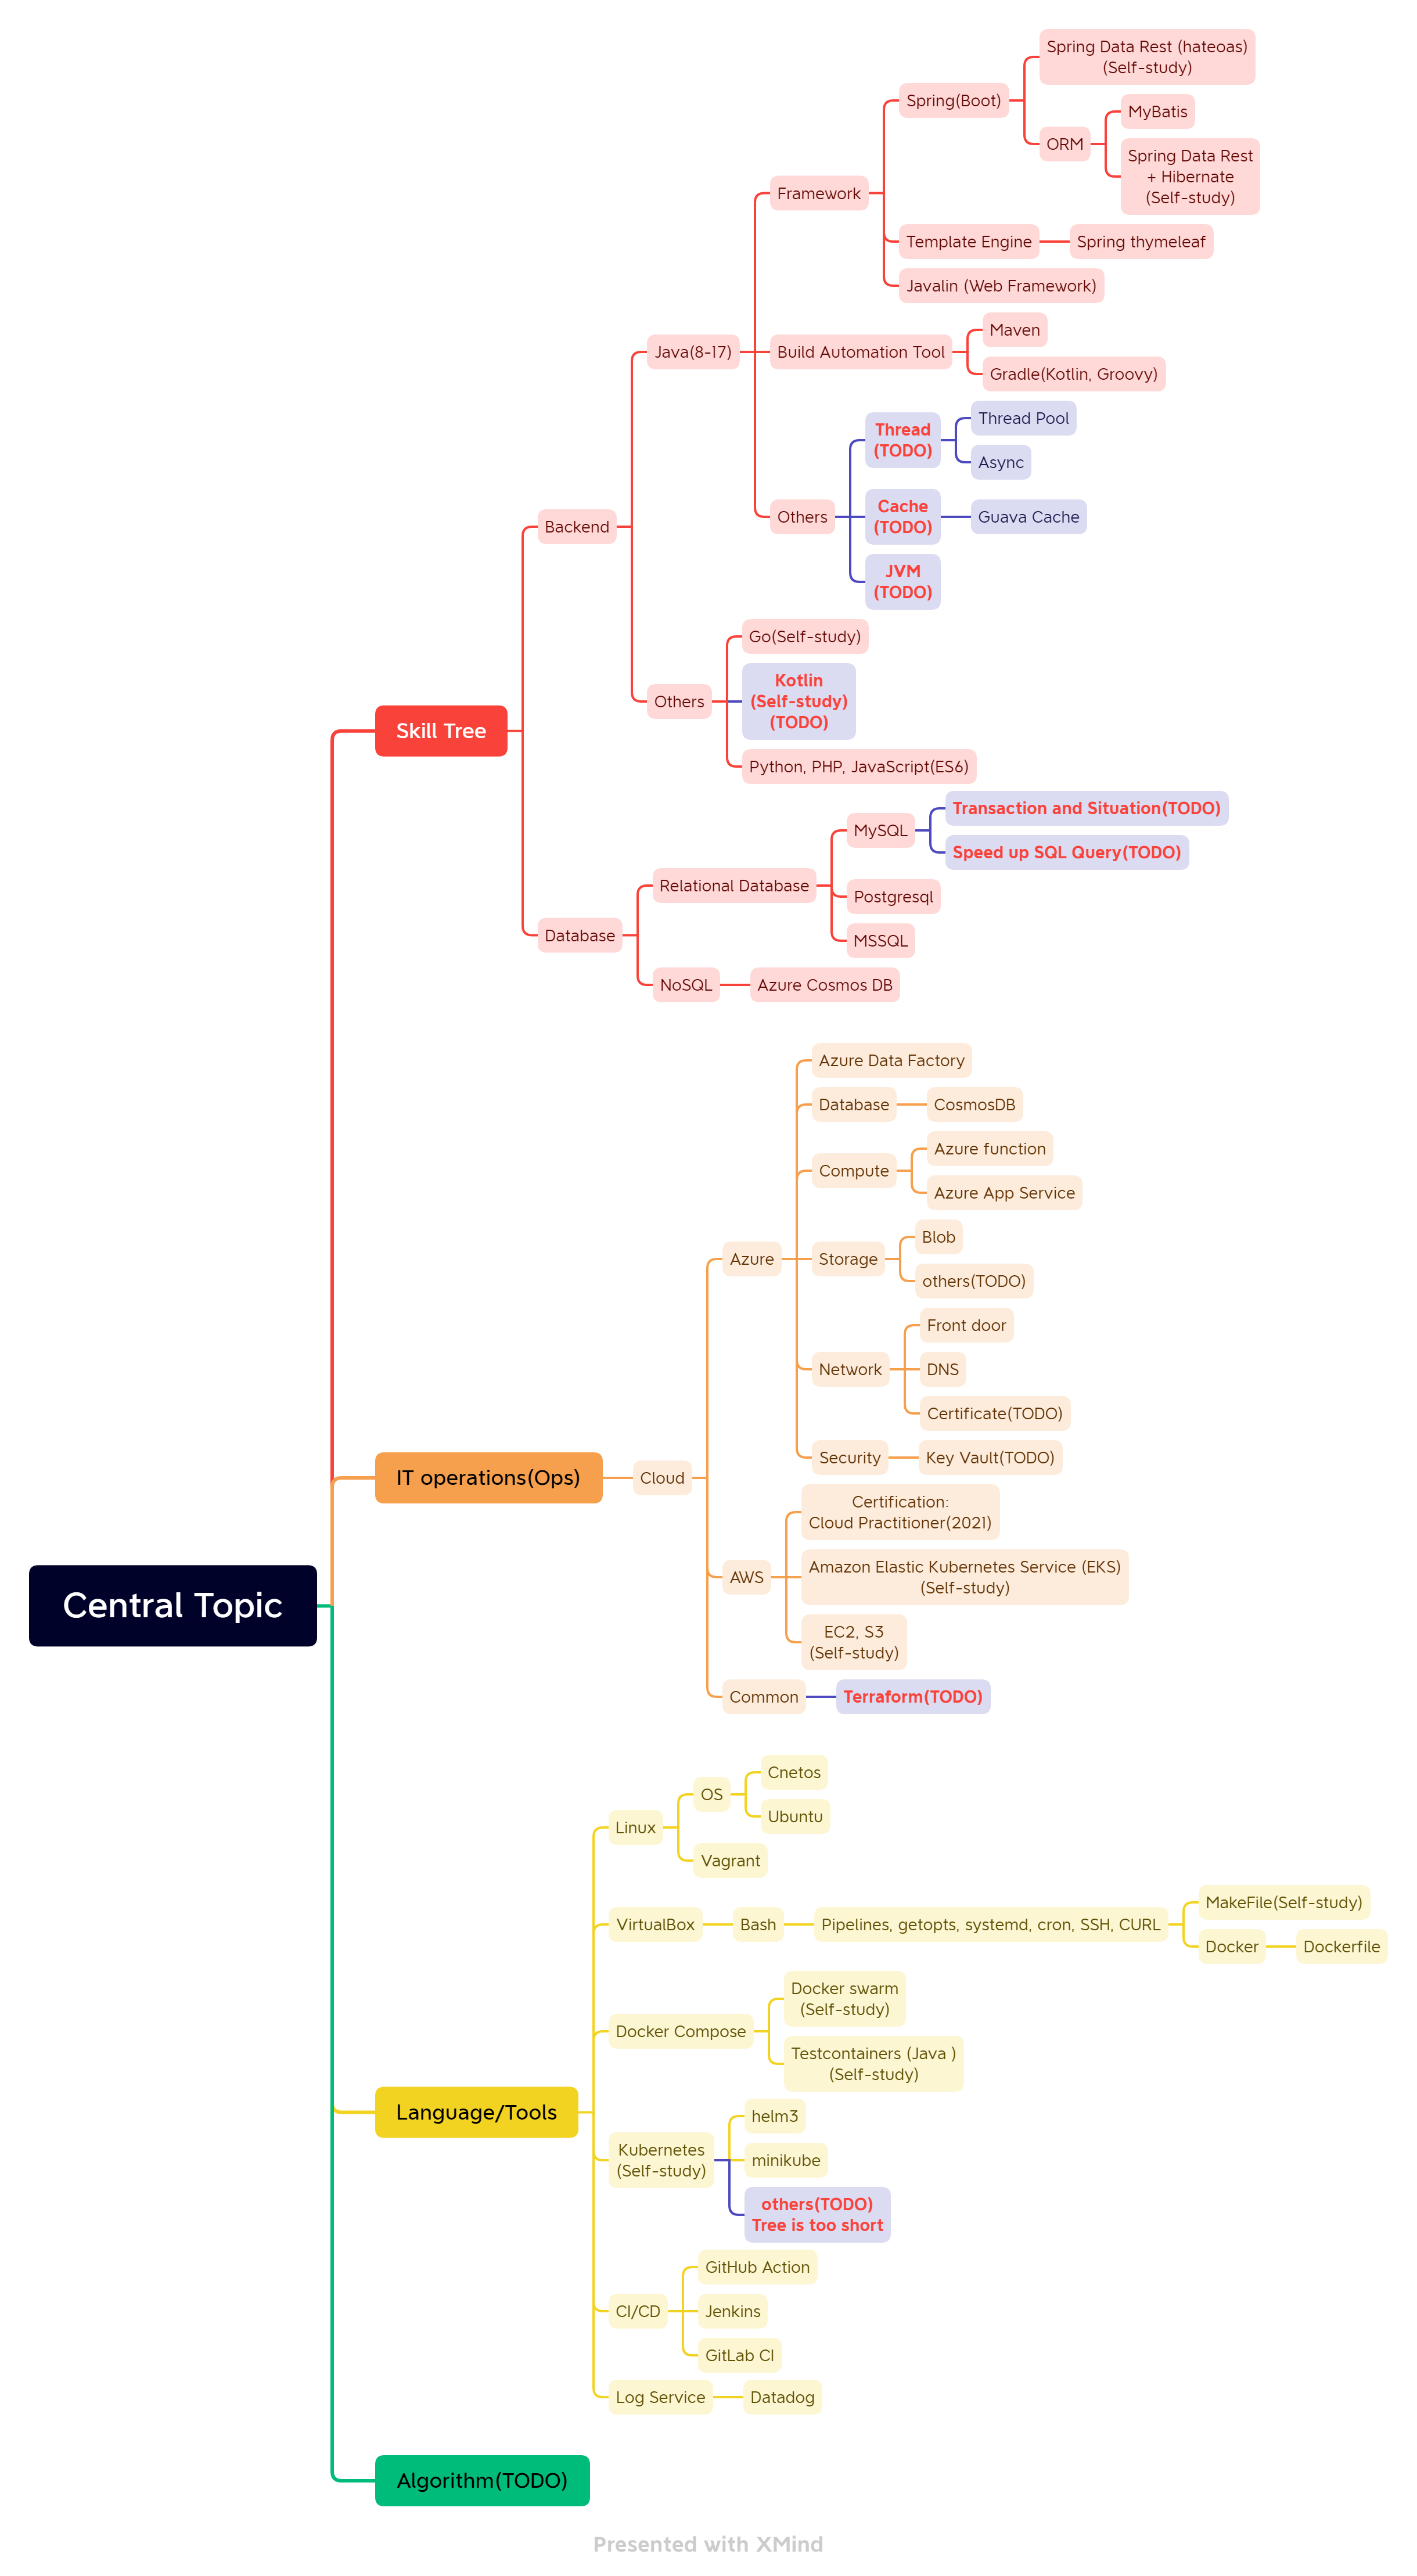 Spring Data Rest (hateoas)
(Self-study)
Spring(Boot)
MyBatis
ORM
Spring Data Rest
+ Hibernate
(Self-study)
Framework
Template Engine
Spring thymeleaf
Javalin (Web Framework)
Java(8-17)
Build Automation Tool
Maven
Gradle(Kotlin, Groovy)
Thread
(TODO)
Thread Pool
Async
Others
Cache
(TODO)
Guava Cache
JVM
(TODO)
Backend
Go(Self-study)
Others
Kotlin
(Self-study)
(TODO)
Python, PHP, JavaScript(ES6)
Skill Tree
MySQL
Transaction and Situation(TODO)
Speed up SQL Query(TODO)
Relational Database
Postgresql
MSSQL
Database
NoSQL
Azure Cosmos DB
Azure Data Factory
Database
CosmosDB
Compute
Azure function
Azure App Service
Azure
Storage
Blob
others(TODO)
Network
Front door
DNS
Certificate(TODO)
Security
Key Vault(TODO)
IT operations(Ops)
Cloud
Certification:
Cloud Practitioner(2021)
AWS
Amazon Elastic Kubernetes Service (EKS)
(Self-study)
EC2, S3
(Self-study)
Central Topic
Common
Terraform(TODO)
Linux
OS
Cnetos
Ubuntu
Vagrant
VirtualBox
Bash
Pipelines, getopts, systemd, cron, SSH, CURL
MakeFile(Self-study)
Docker
Dockerfile
Docker Compose
Docker swarm
(Self-study)
Testcontainers (Java )
(Self-study)
Language/Tools
Kubernetes
(Self-study)
helm3
minikube
others(TODO)
Tree is too short
CI/CD
GitHub Action
Jenkins
GitLab CI
Log Service
Datadog
Algorithm(TODO)
Presented with XMind